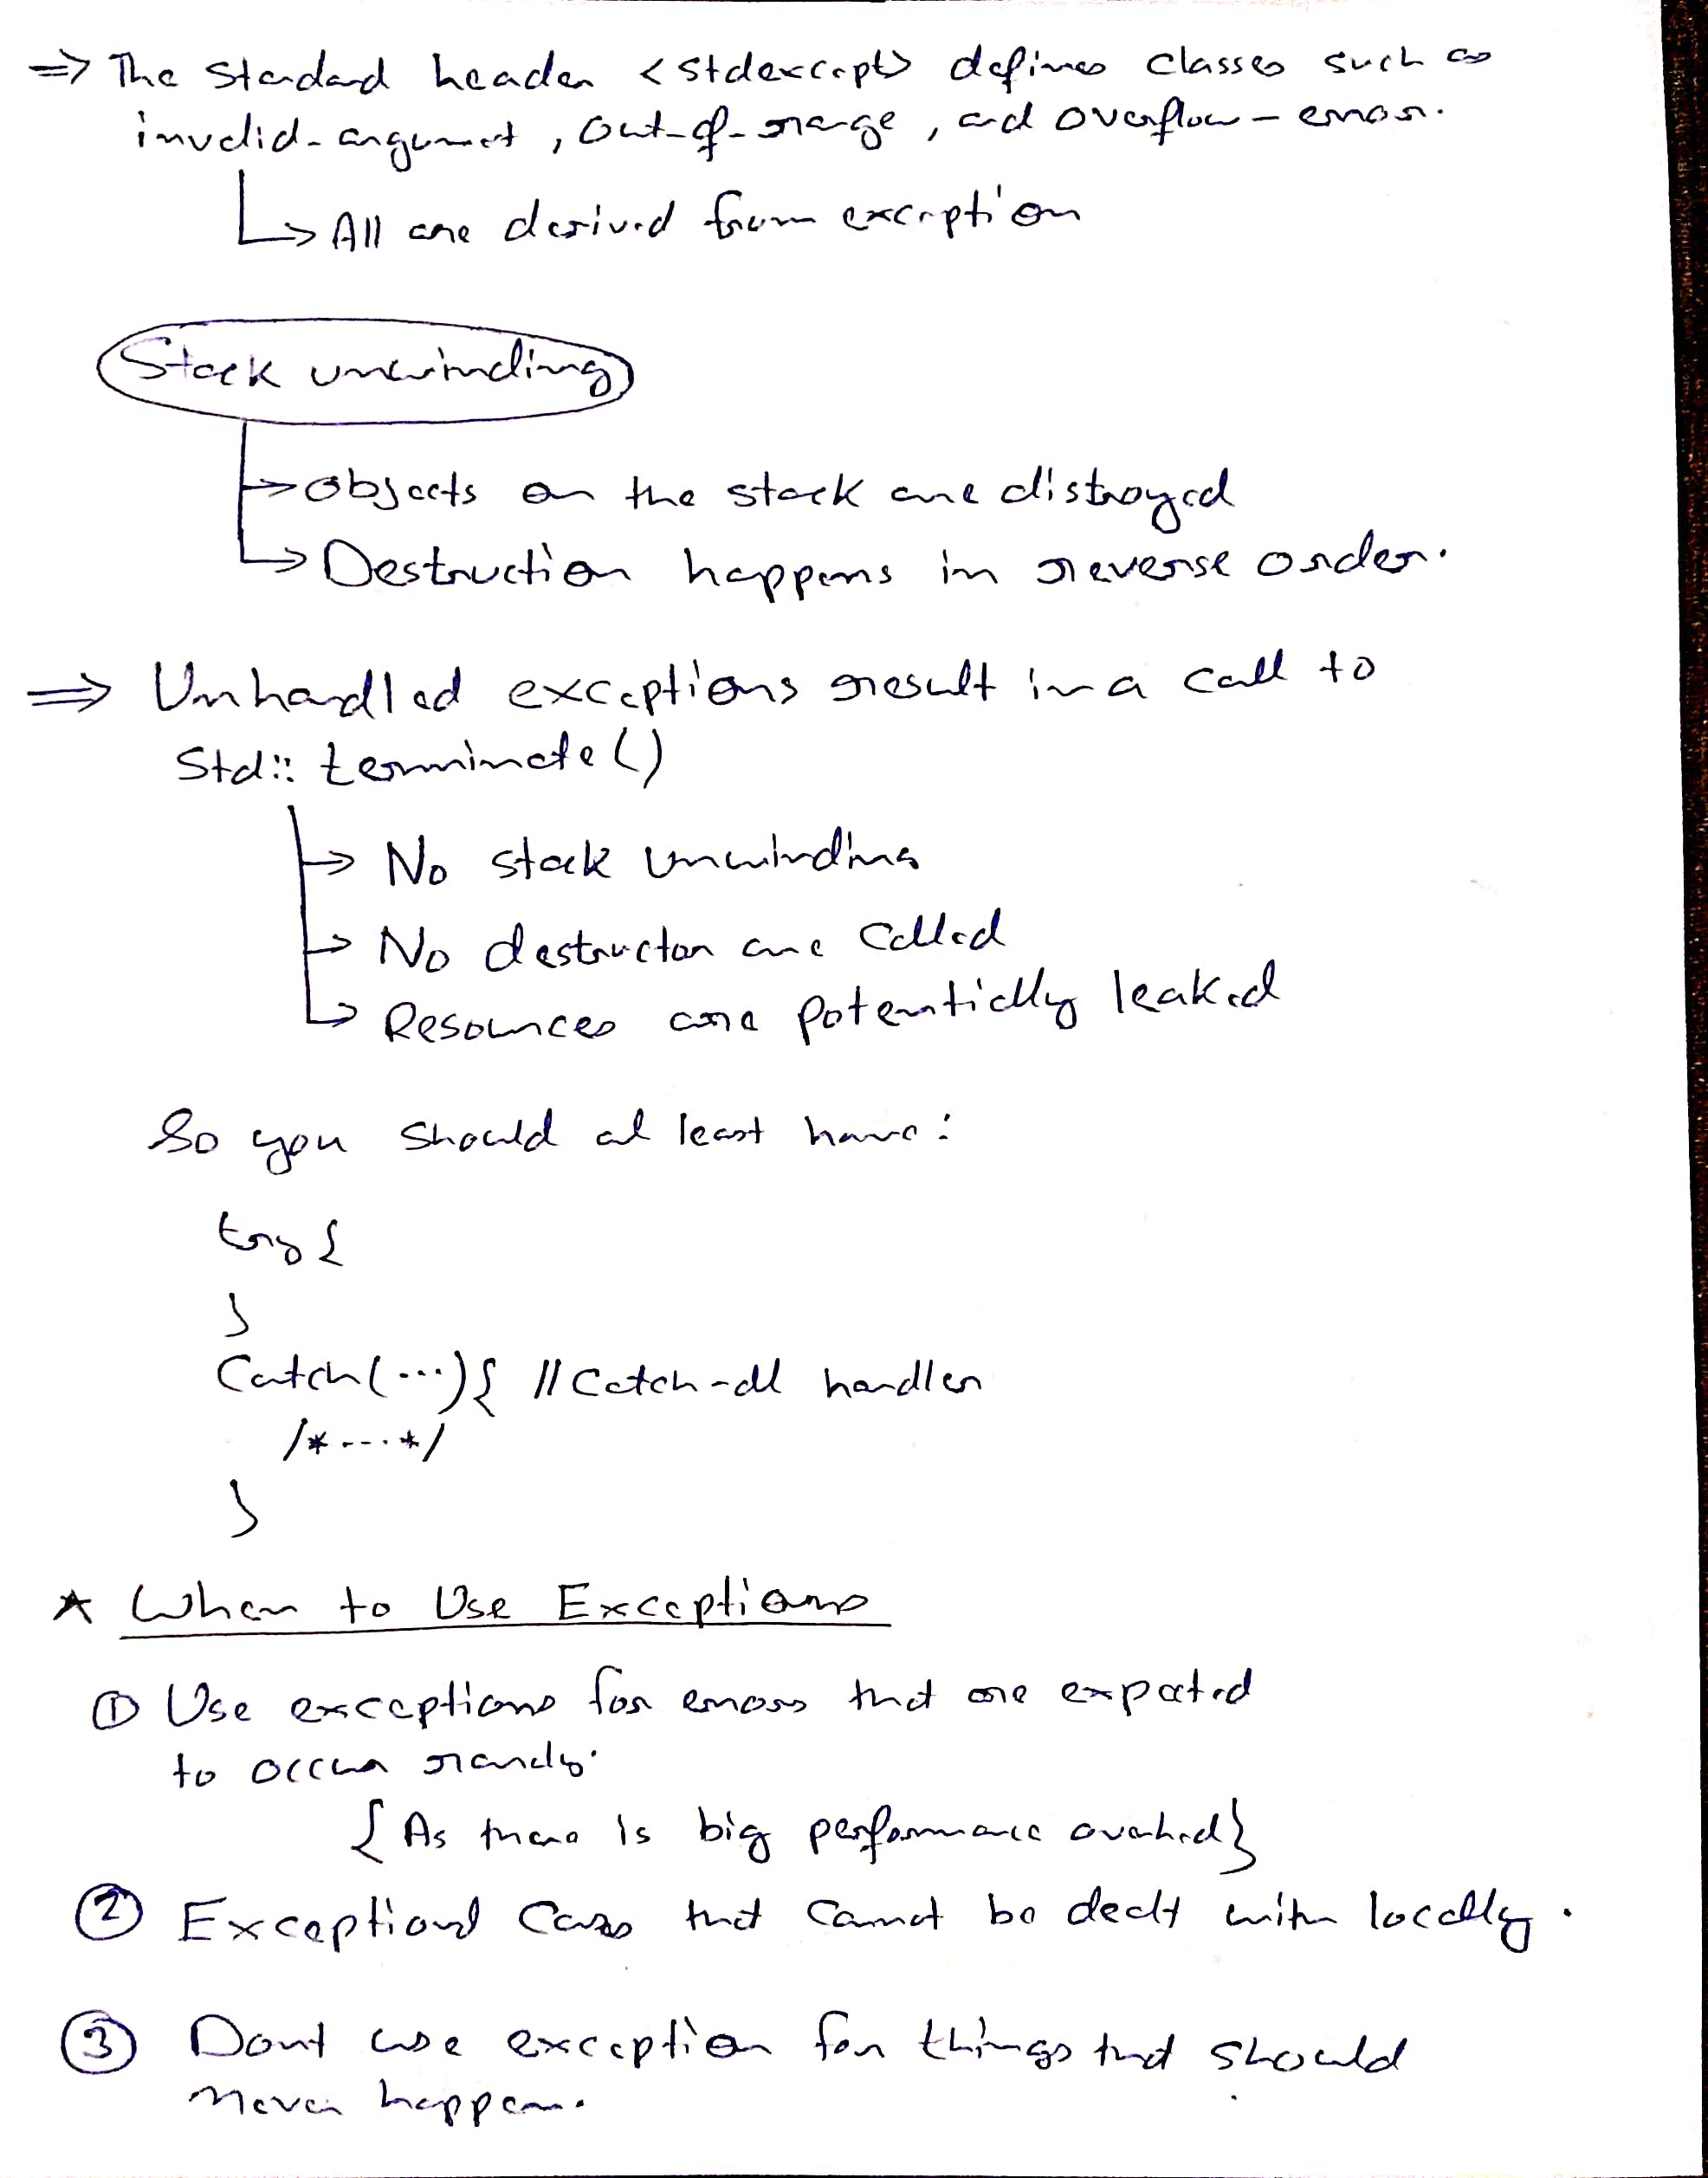 => The Standard header <stdexcept> defines classes such as
invalid-argument, Out-of-range, and overflow-error.
All are derived from exception
Stack unwinding
Objects on the stack are distroyed
Destruction happens in reverse order.
=> Unhandled exceptions result in a call to
Std:: terminate()
No stack unwinding
No destructor are called
Resources are potentially leaked
So you should at least have:
try {
}
Catch(...){ // Catch-all handler
/*....*/
}
* When to Use Exceptions
① Use exceptions for errors that are expected
to occur rarely.
{As there is big performance overhead}
② Exceptional Cases that cannot be dealt with locally.
③ Dont use exception for things that should
never happen.